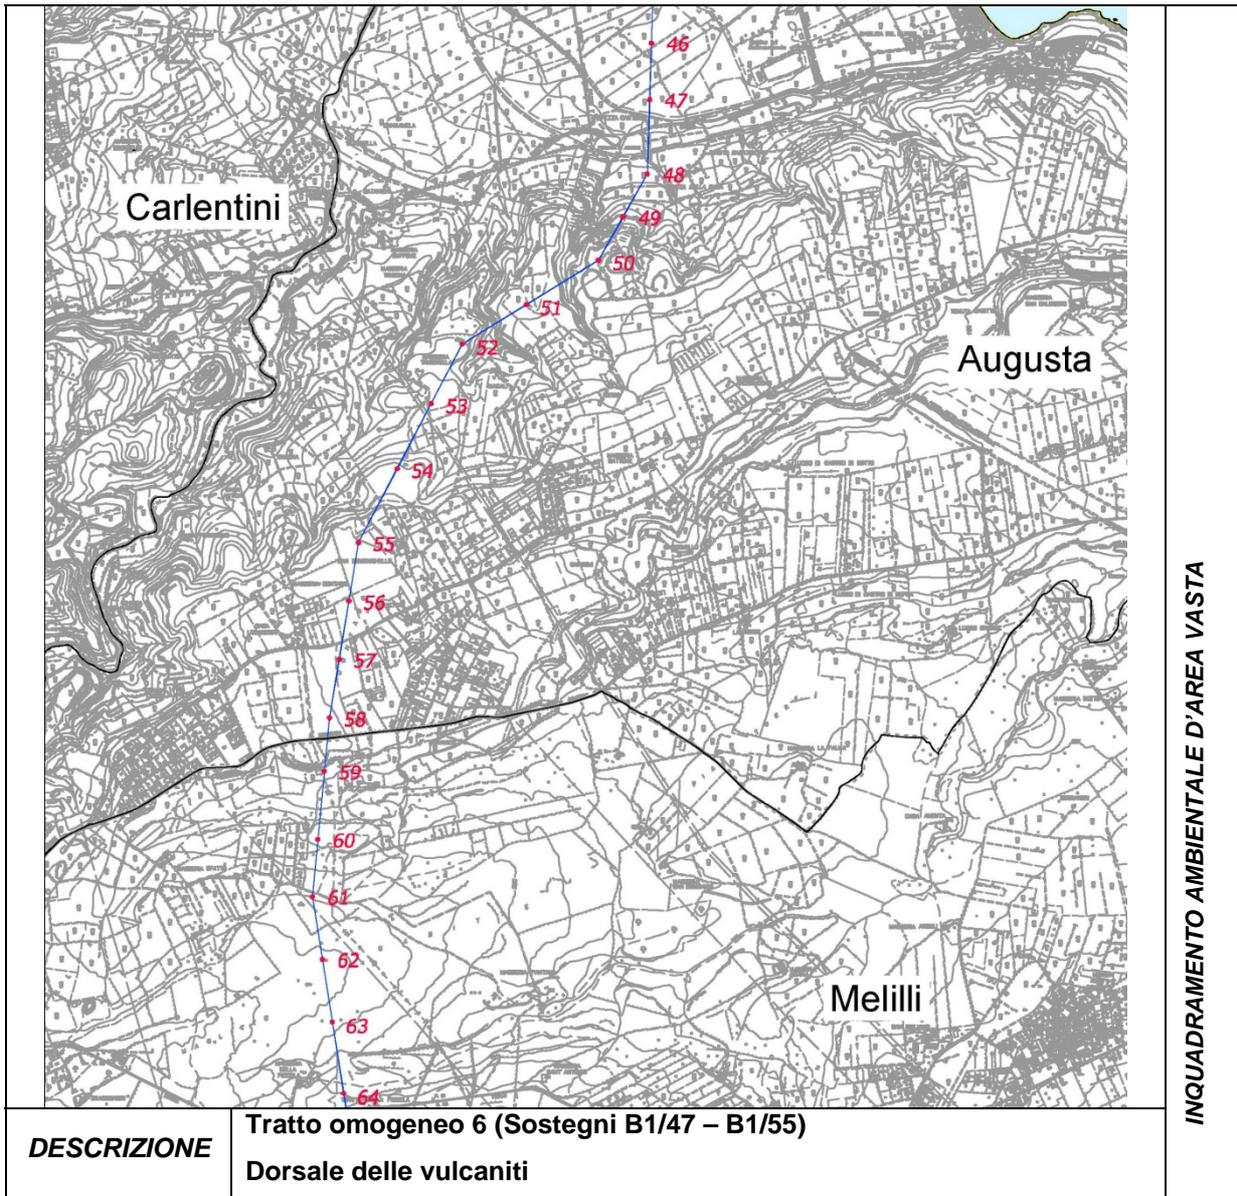 46
47
48
Carlentini
49
50
51
52
Augusta
53
54
55
56
57
58
59
60
61
62
63
Melilli
64
INQUADRAMENTO AMBIENTALE D'AREA VASTA
DESCRIZIONE
Tratto omogeneo 6 (Sostegni B1/47 – B1/55)
Dorsale delle vulcaniti